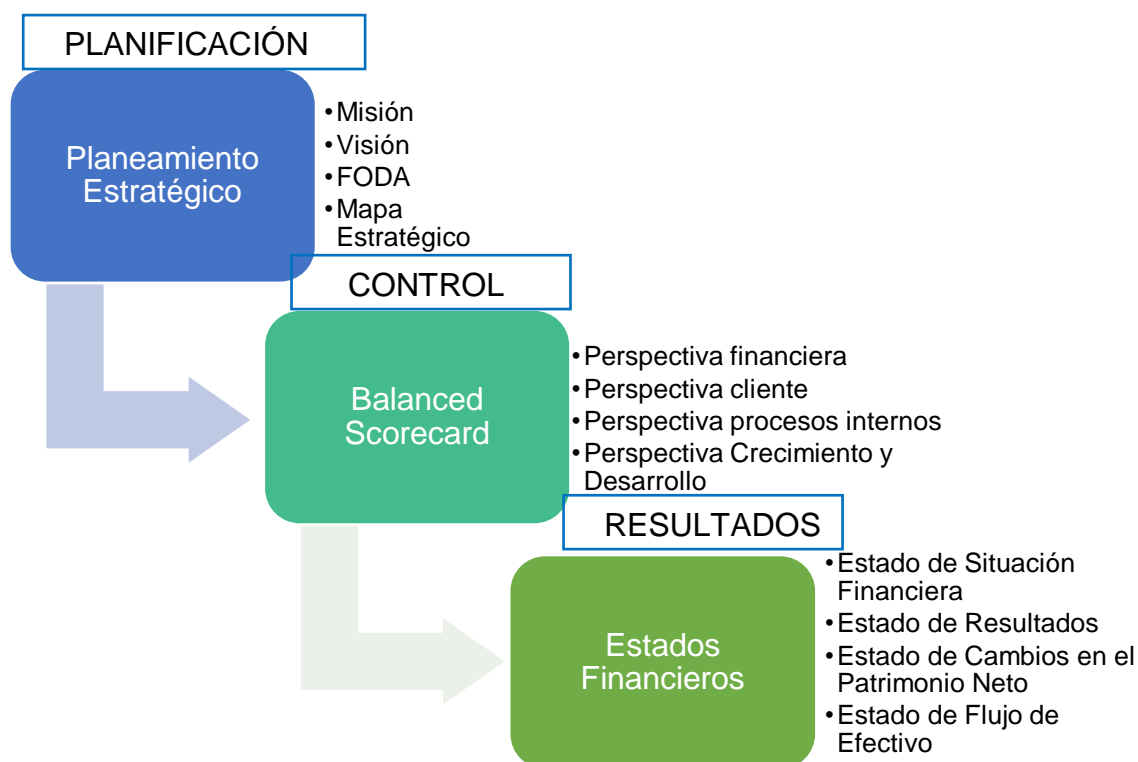 PLANIFICACIÓN
Planeamiento
Estratégico
•Misión
•Visión
•FODA
•Mapa
Estratégico
CONTROL
Balanced
Scorecard
•Perspectiva financiera
•Perspectiva cliente
•Perspectiva procesos internos
•Perspectiva Crecimiento y
Desarrollo
RESULTADOS
Estados
Financieros
•Estado de Situación
Financiera
•Estado de Resultados
•Estado de Cambios en el
Patrimonio Neto
•Estado de Flujo de
Efectivo